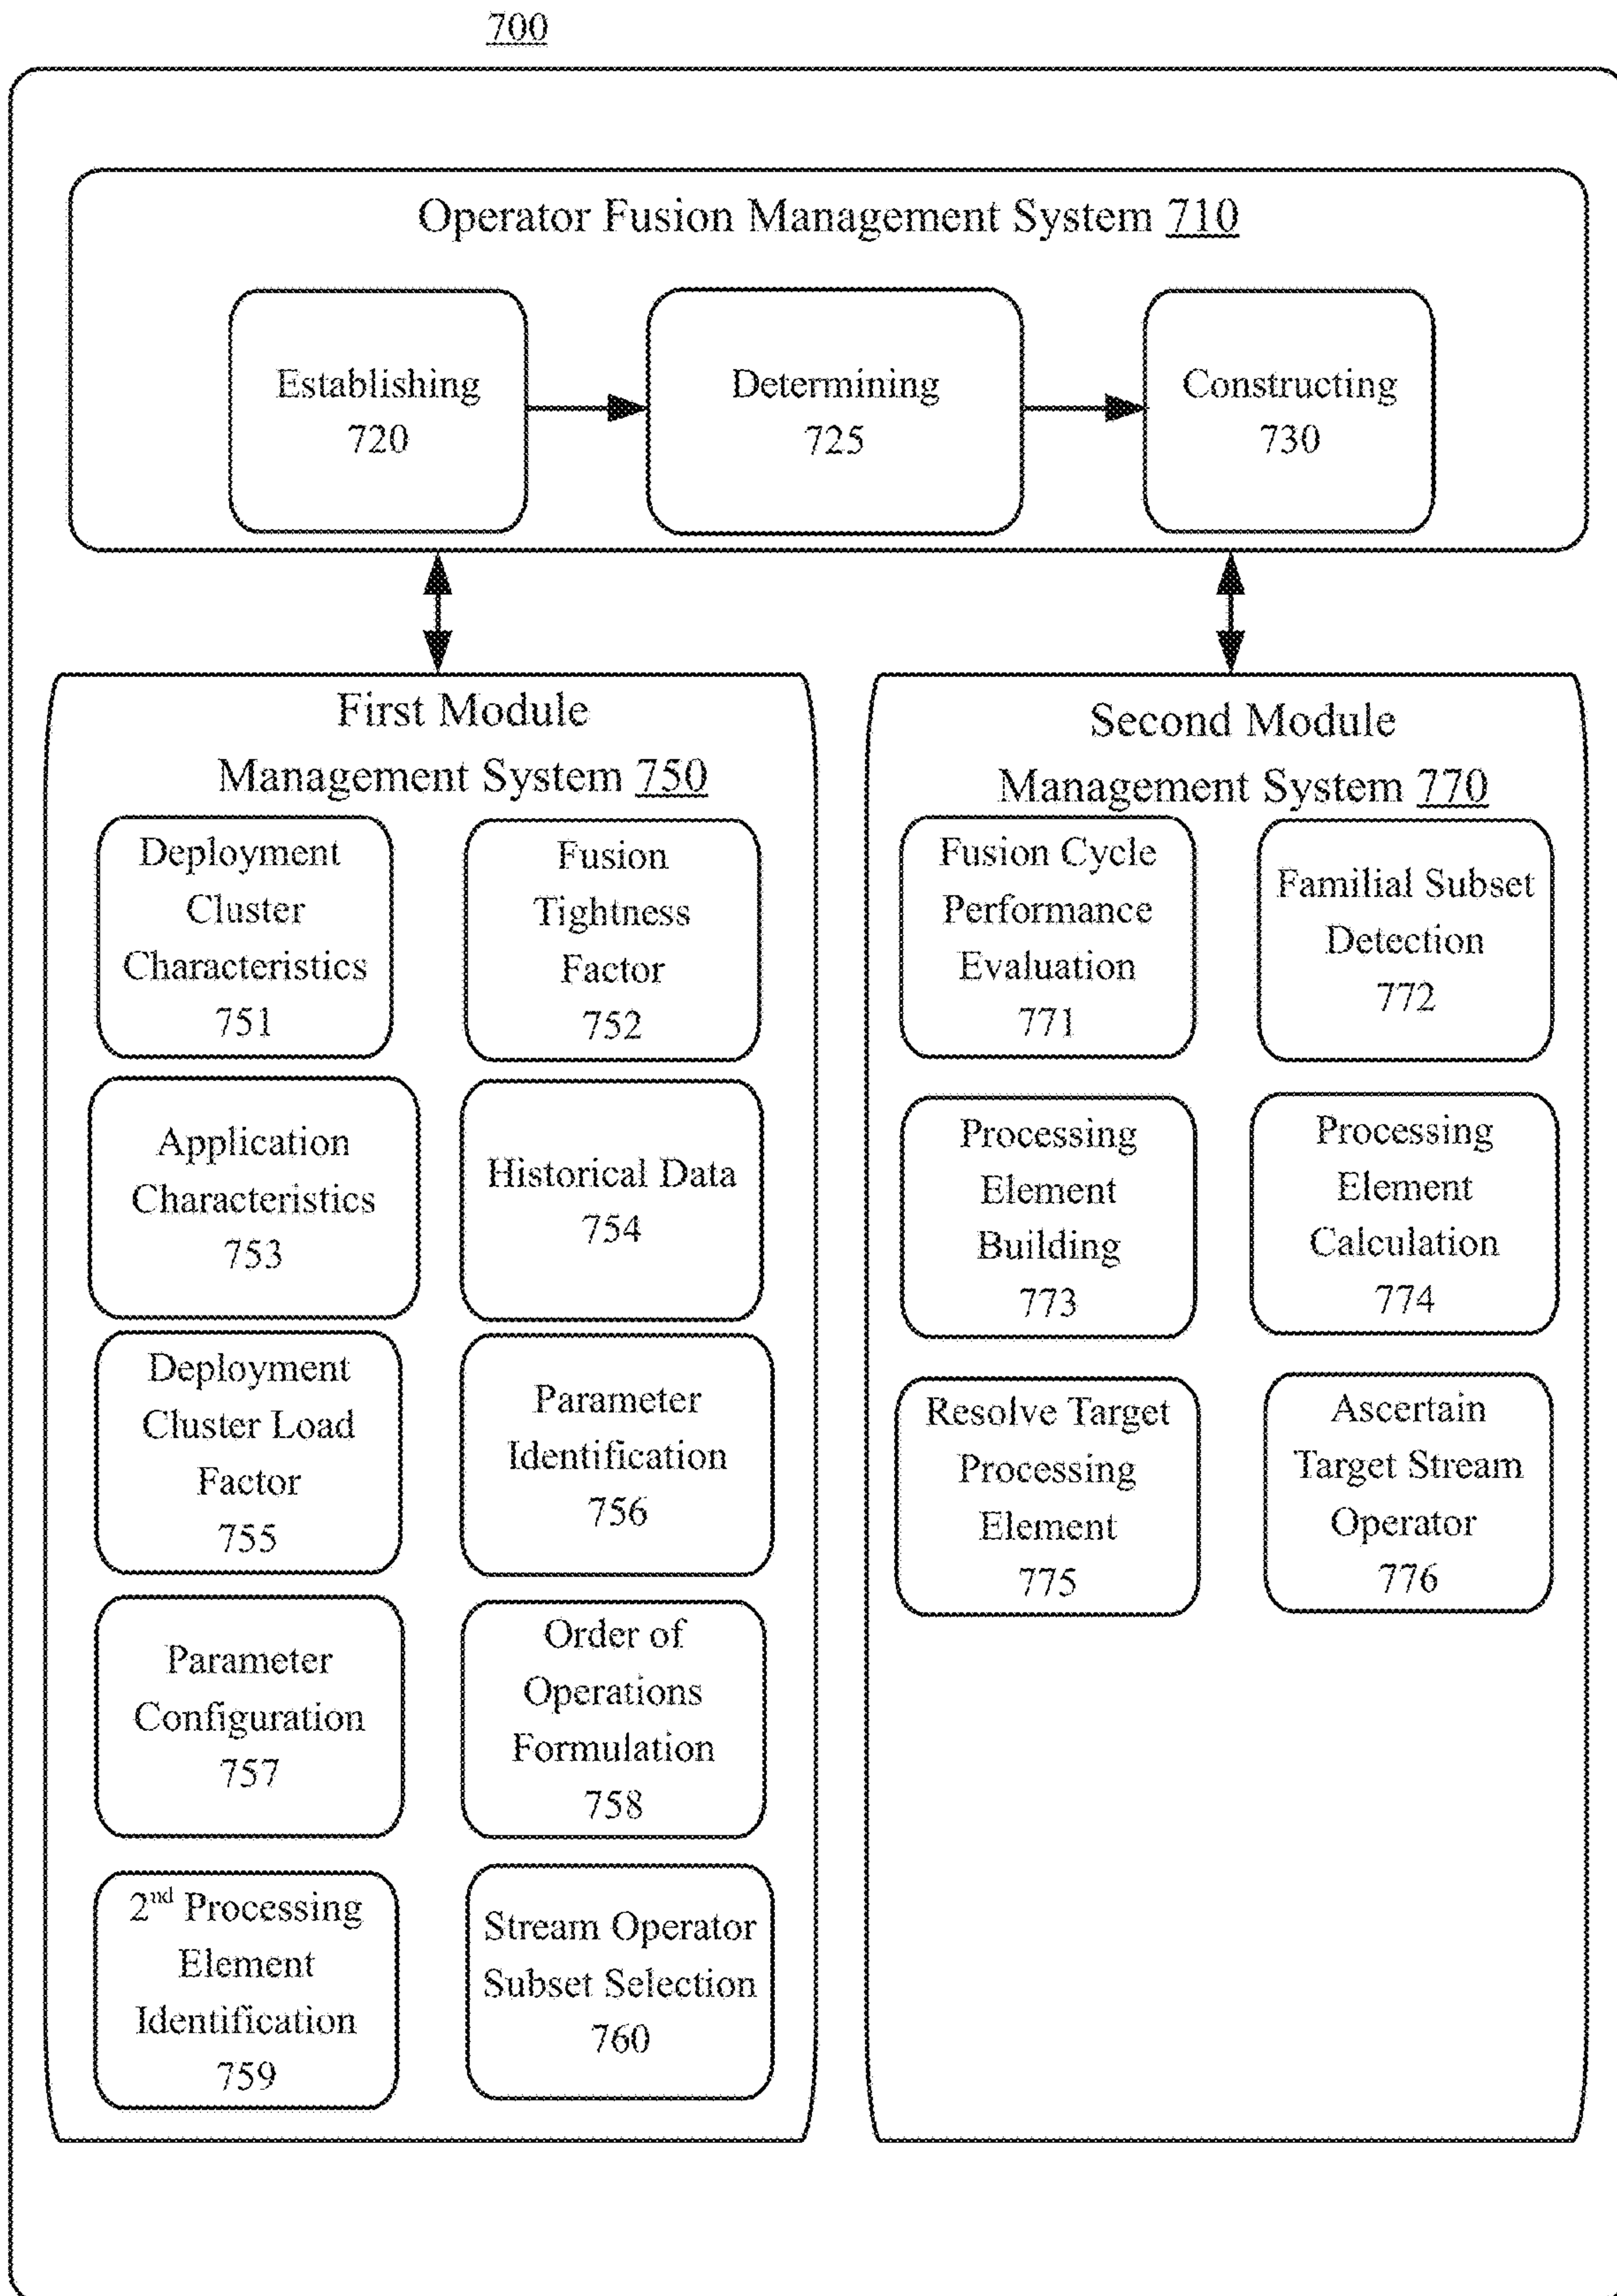 700
Operator Fusion Management System 710
Establishing
720
Determining
725
Constructing
730
First Module
Management System 750
Deployment
Cluster
Characteristics
751
Fusion
Tightness
Factor
752
Application
Characteristics
753
Historical Data
754
Deployment
Cluster Load
Factor
755
Parameter
Identification
756
Parameter
Configuration
757
Order of
Operations
Formulation
758
2nd Processing
Element
Identification
759
Stream Operator
Subset Selection
760
Second Module
Management System 770
Fusion Cycle
Performance
Evaluation
771
Familial Subset
Detection
772
Processing
Element
Building
773
Processing
Element
Calculation
774
Resolve Target
Processing
Element
775
Ascertain
Target Stream
Operator
776